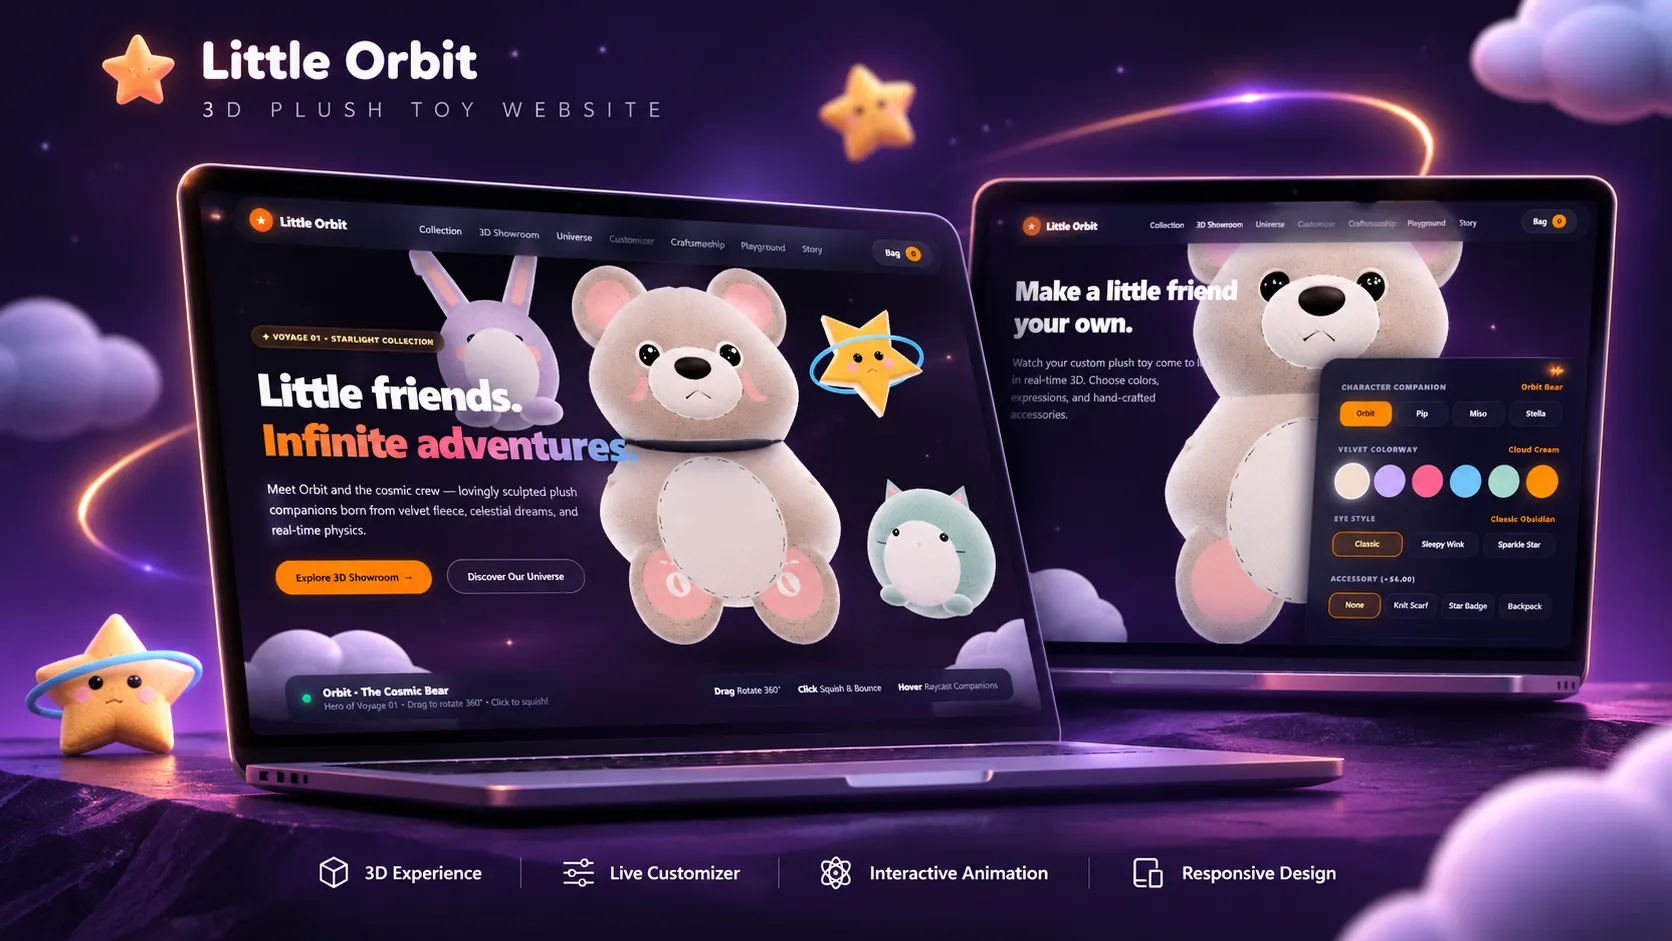 Little Orbit
3D PLUSH TOY WEBSITE
Little Orbit
Collection
3D Showroom
Universe
Customizer
Craftsmanship
Playground
Story
Bag 0
+ VOYAGE 01 • STARLIGHT COLLECTION
Little friends.
Infinite adventures.
Meet Orbit and the cosmic crew — lovingly sculpted plush
companions born from velvet fleece, celestial dreams, and
real-time physics.
Explore 3D Showroom →
Discover Our Universe
Orbit - The Cosmic Bear
Hero of Voyage 01 • Drag to rotate 360° • Click to squish!
Drag Rotate 360°
Click Squish & Bounce
Hover Raycast Companions
Little Orbit
Collection
3D Showroom
Universe
Customizer
Craftsmanship
Playground
Story
Bag 0
Make a little friend
your own.
Watch your custom plush toy come to
in real-time 3D. Choose colors,
expressions, and hand-crafted
accessories.
CHARACTER COMPANION
Orbit Bear
Orbit
Pip
Miso
Stella
VELVET COLORWAY
Cloud Cream
EYE STYLE
Classic Obsidian
Classic
Sleepy Wink
Sparkle Star
ACCESSORY (+$6.00)
None
Knit Scarf
Star Badge
Backpack
3D Experience
Live Customizer
Interactive Animation
Responsive Design